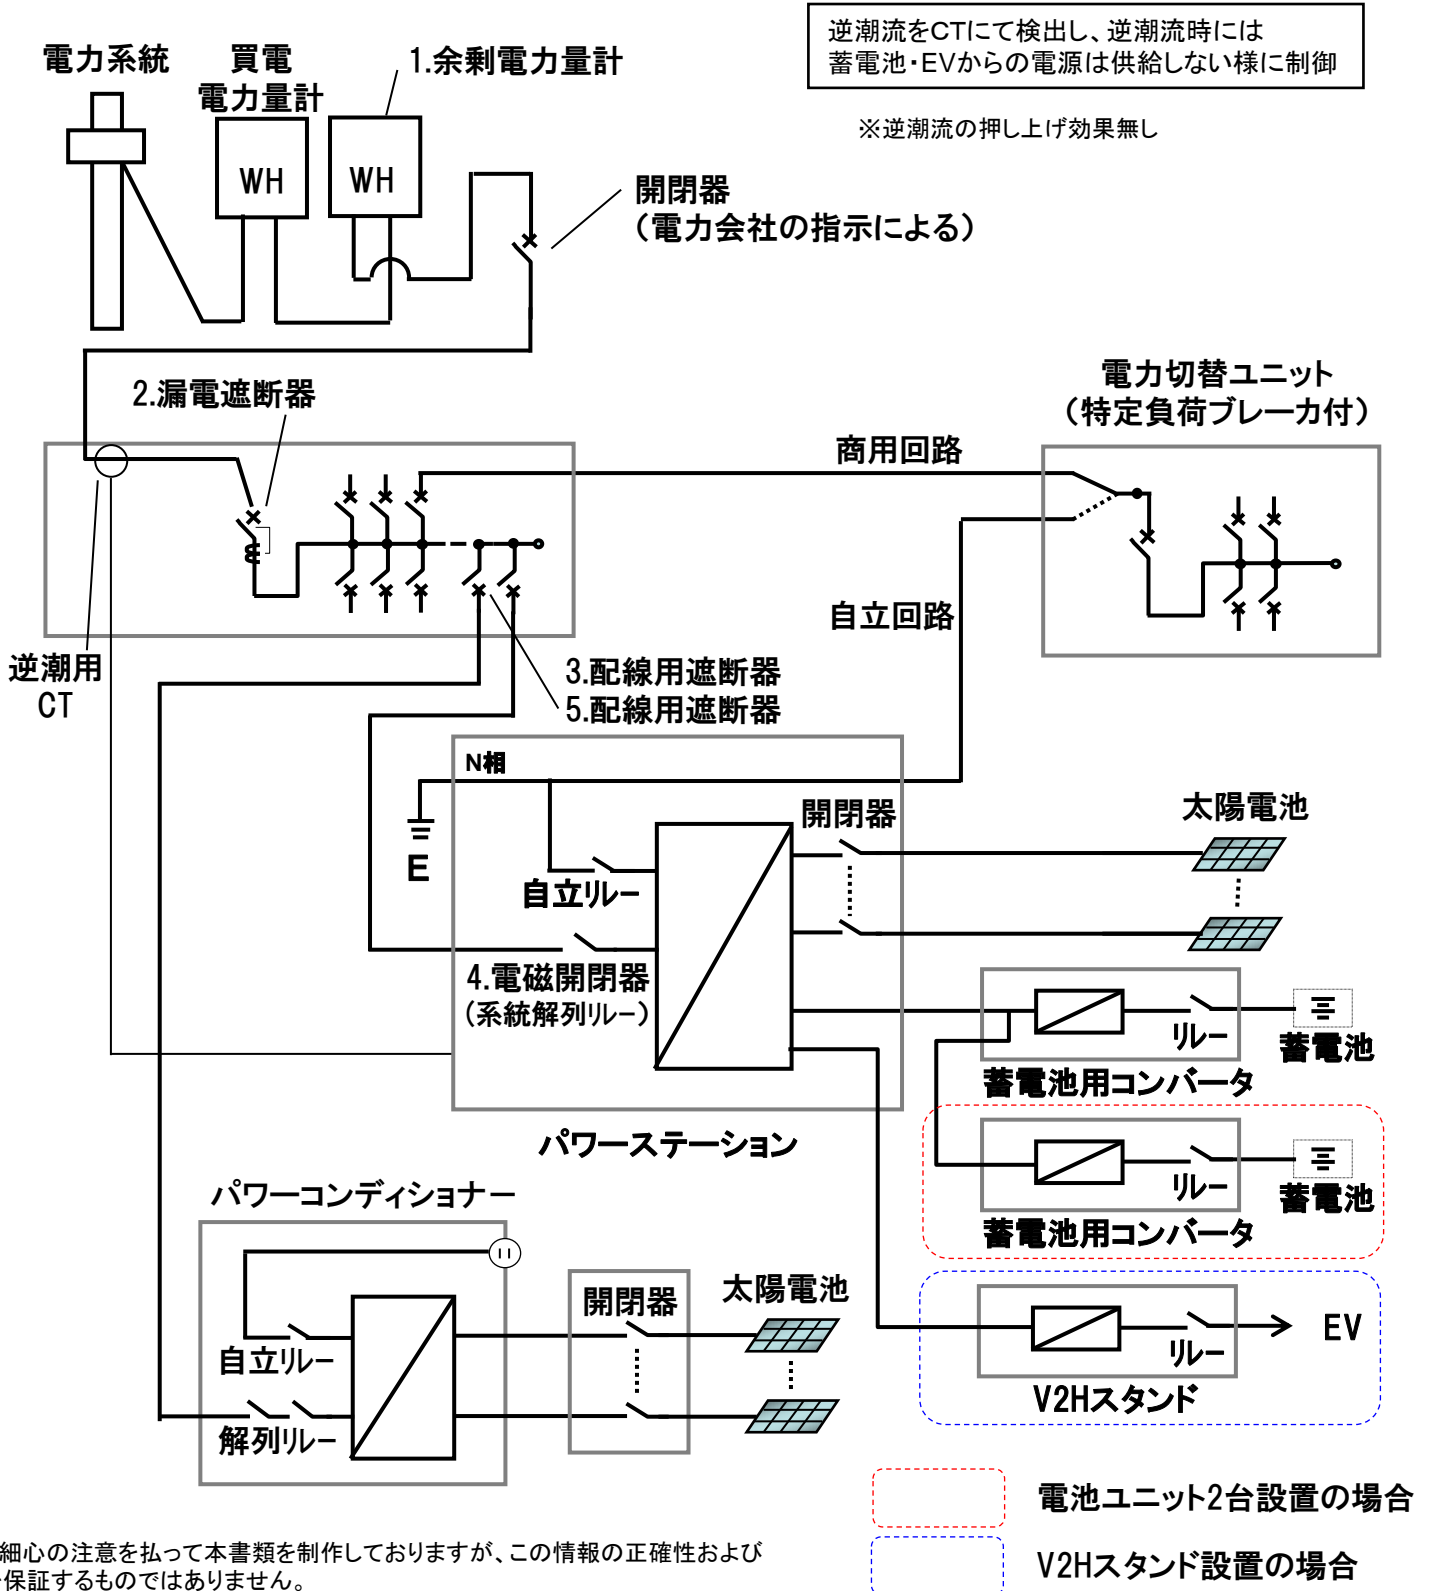 逆潮流をCTにて検出し、逆潮流時には
蓄電池・EVからの電源は供給しない様に制御
※逆潮流の押し上げ効果無し
電力系統
買電
電力量計
1.余剰電力量計
WH
WH
開閉器
（電力会社の指示による）
2.漏電遮断器
電力切替ユニット
（特定負荷ブレーカ付）
商用回路
自立回路
逆潮用
CT
3.配線用遮断器
5.配線用遮断器
N相
E
開閉器
太陽電池
自立リレー
4.電磁開閉器
（系統解列リレー）
リレー
蓄電池
蓄電池用コンバータ
パワーステーション
リレー
蓄電池
蓄電池用コンバータ
パワーコンディショナー
開閉器
太陽電池
自立リレー
解列リレー
リレー
EV
V2Hスタンド
電池ユニット2台設置の場合
V2Hスタンド設置の場合
細心の注意を払って本書類を制作しておりますが、この情報の正確性および
保証するものではありません。